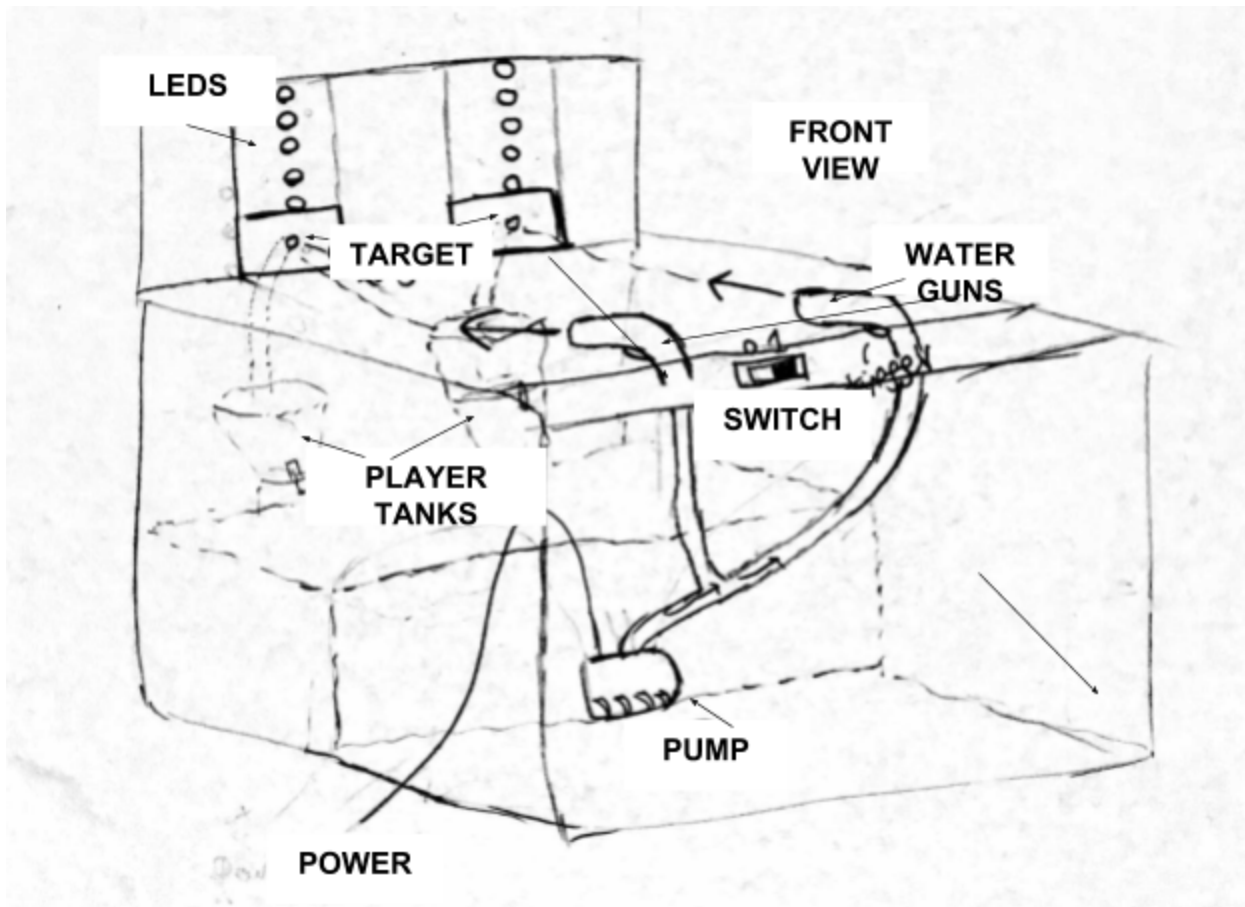 LEDS
FRONT
VIEW
TARGET
WATER
GUNS
SWITCH
PLAYER
TANKS
PUMP
POWER